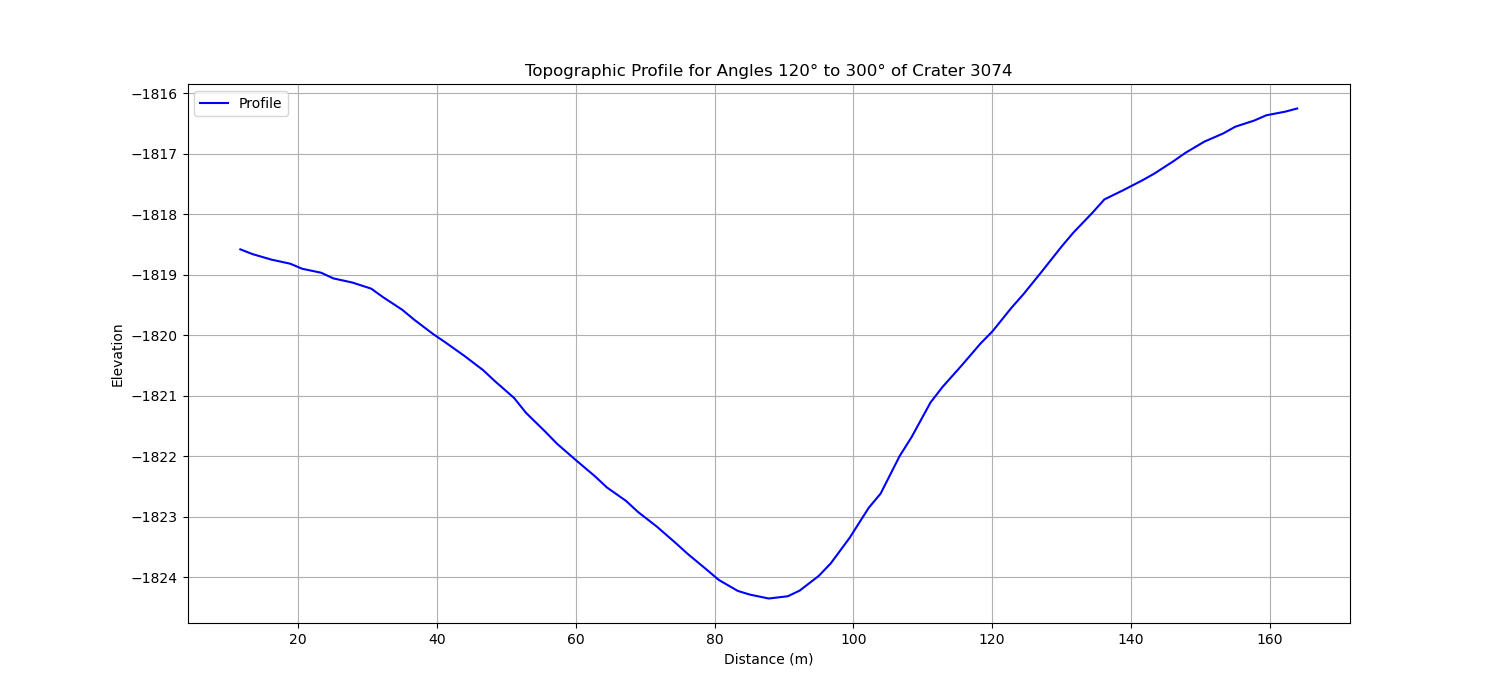 Topographic Profile for Angles 120° to 300° of Crater 3074
Profile
−1816
−1817
−1818
−1819
−1820
−1821
−1822
−1823
−1824
Elevation
20 40 60 80 100 120 140 160
Distance (m)